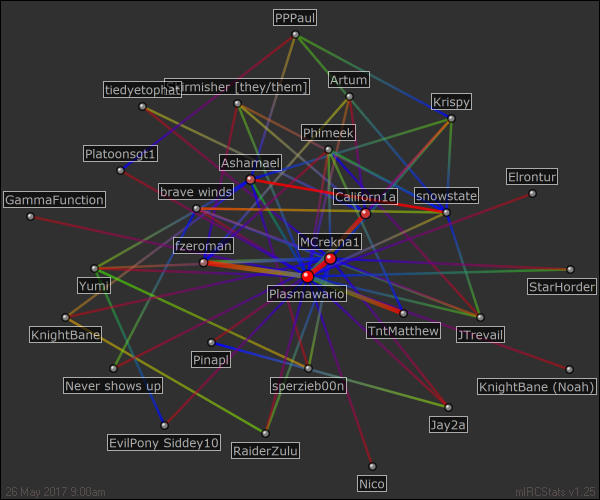 PPPaul
Artum
tiedyetophat
irmisher [they/them]
Krispy
Phimeek
Platoonsgt1
Ashamael
Elrontur
brave winds
Californ1a
snowstate
GammaFunction
fzeroman
MCrekna1
Yumi
Plasmawario
StarHorder
KnightBane
TntMatthew
JTrevail
Pinapl
Never shows up
sperzieb00n
KnightBane (Noah)
Jay2a
EvilPony Siddey10
RaiderZulu
Nico
26 May 2017 9:00am
mIRCStats v1.25